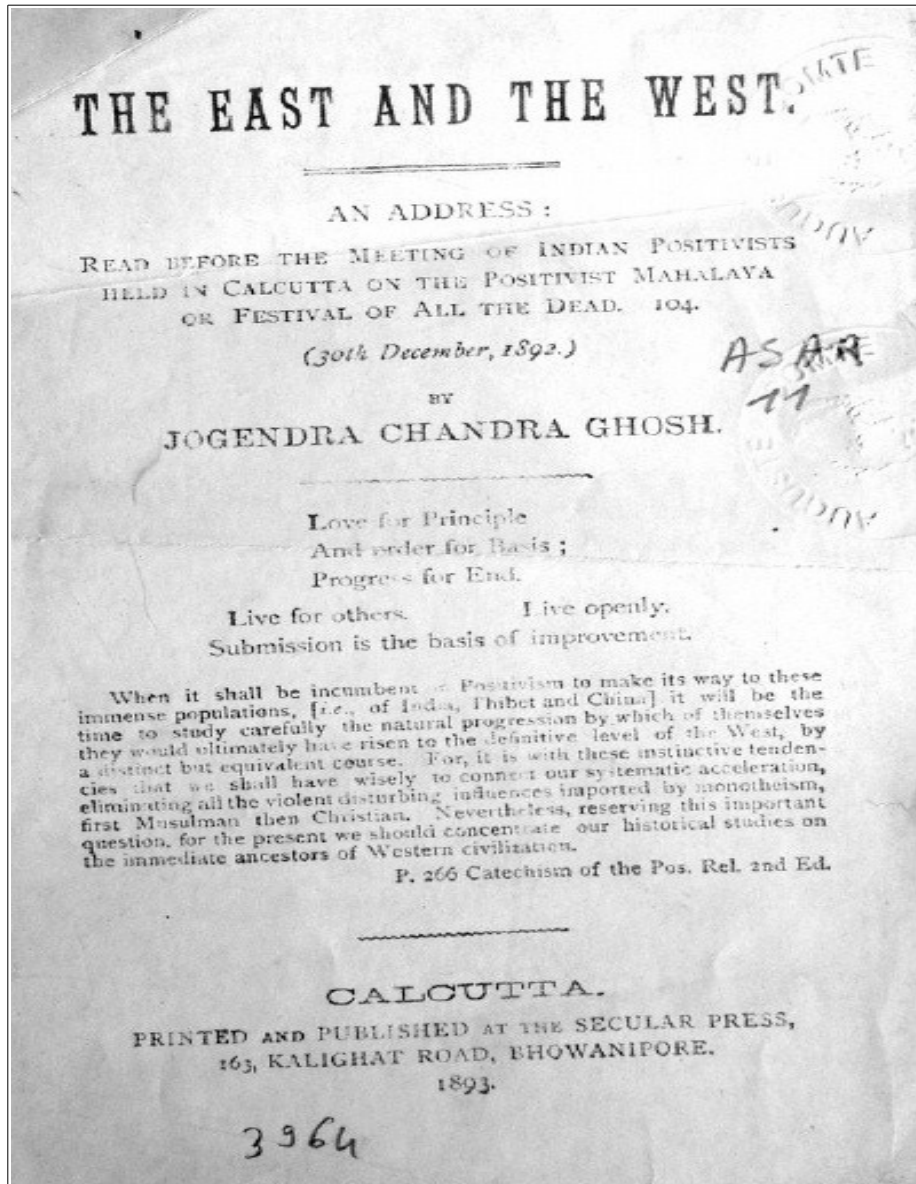 THE EAST AND THE WEST.
AN ADDRESS:
READ BEFORE THE MEETING OF INDIAN POSITIVISTS
HELD IN CALCUTTA ON THE POSITIVIST MAHALAYA
OR FESTIVAL OF ALL THE DEAD. 104.
(30th December, 1892.)
ASAR
11
BY
JOGENDRA CHANDRA GHOSH.
Love for Principle
And order for Basis;
Progress for End.
Live for others. Live openly.
Submission is the basis of improvement.
When it shall be incumbent Positivism to make its way to these
immense populations, [i.e., of India, Thibet and China] it will be the
time to study carefully the natural progression by which of themselves
they would ultimately have risen to the definitive level of the West, by
a distinct but equivalent course. For, it is with these instinctive tenden-
cies that we shall have wisely to connect our systematic acceleration,
eliminating all the violent disturbing influences imported by monotheism,
first Musulman then Christian. Nevertheless, reserving this important
question, for the present we should concentrate our historical studies on
the immediate ancestors of Western civilization.
P. 266 Catechism of the Pos. Rel. 2nd Ed.
CALCUTTA.
PRINTED AND PUBLISHED AT THE SECULAR PRESS,
163, KALIGHAT ROAD, BHOWANIPORE.
1893.
3964